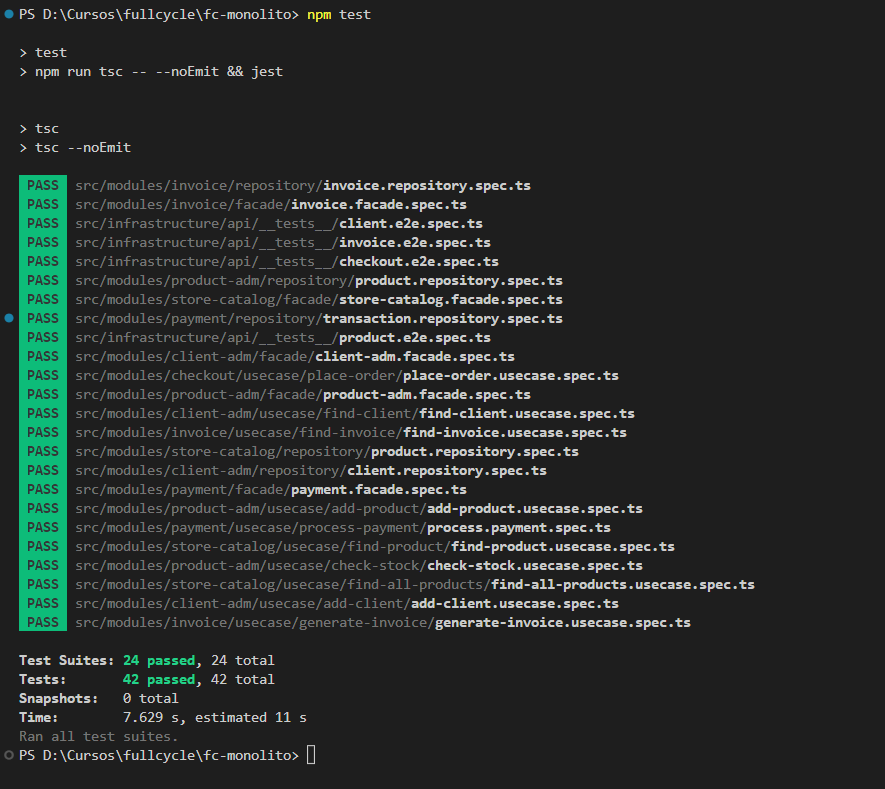 PS D:\Cursos\fullcycle\fc-monolito> npm test
> test
> npm run tsc -- --noEmit && jest
> tsc
> tsc --noEmit
PASS src/modules/invoice/repository/invoice.repository.spec.ts
PASS src/modules/invoice/facade/invoice.facade.spec.ts
PASS src/infrastructure/api/__tests__/client.e2e.spec.ts
PASS src/infrastructure/api/__tests__/invoice.e2e.spec.ts
PASS src/infrastructure/api/__tests__/checkout.e2e.spec.ts
PASS src/modules/product-adm/repository/product.repository.spec.ts
PASS src/modules/store-catalog/facade/store-catalog.facade.spec.ts
PASS src/modules/payment/repository/transaction.repository.spec.ts
PASS src/infrastructure/api/__tests__/product.e2e.spec.ts
PASS src/modules/client-adm/facade/client-adm.facade.spec.ts
PASS src/modules/checkout/usecase/place-order/place-order.usecase.spec.ts
PASS src/modules/product-adm/facade/product-adm.facade.spec.ts
PASS src/modules/client-adm/usecase/find-client/find-client.usecase.spec.ts
PASS src/modules/invoice/usecase/find-invoice/find-invoice.usecase.spec.ts
PASS src/modules/store-catalog/repository/product.repository.spec.ts
PASS src/modules/client-adm/repository/client.repository.spec.ts
PASS src/modules/payment/facade/payment.facade.spec.ts
PASS src/modules/product-adm/usecase/add-product/add-product.usecase.spec.ts
PASS src/modules/payment/usecase/process-payment/process.payment.spec.ts
PASS src/modules/store-catalog/usecase/find-product/find-product.usecase.spec.ts
PASS src/modules/product-adm/usecase/check-stock/check-stock.usecase.spec.ts
PASS src/modules/store-catalog/usecase/find-all-products/find-all-products.usecase.spec.ts
PASS src/modules/client-adm/usecase/add-client/add-client.usecase.spec.ts
PASS src/modules/invoice/usecase/generate-invoice/generate-invoice.usecase.spec.ts
Test Suites: 24 passed, 24 total
Tests: 42 passed, 42 total
Snapshots: 0 total
Time: 7.629 s, estimated 11 s
Ran all test suites.
PS D:\Cursos\fullcycle\fc-monolito>